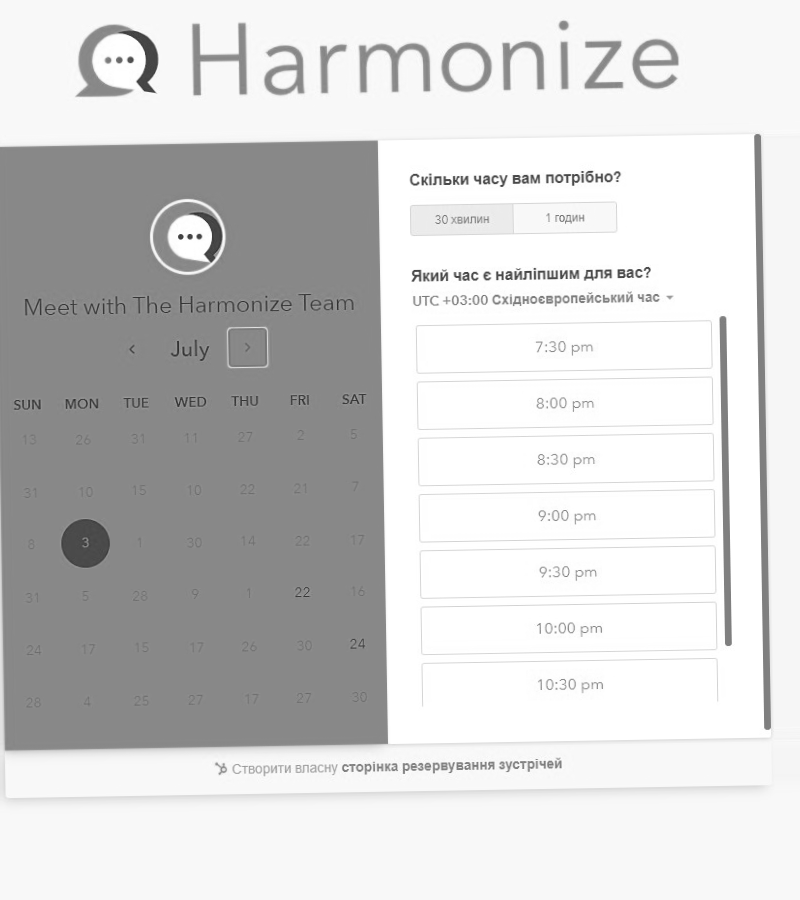 Harmonize
Meet with The Harmonize Team
July
SUN MON TUE WED THU FRI SAT
13 26 31 11 27 2 5
31 10 15 10 22 21 7
8 3 1 30 14 22 17
31 5 28 9 1 22 16
24 17 15 17 26 30 24
28 4 25 27 17 27 30
Скільки часу вам потрібно?
30 хвилин 1 годин
Який час є найліпшим для вас?
UTC +03:00 Східноєвропейський час
7:30 pm
8:00 pm
8:30 pm
9:00 pm
9:30 pm
10:00 pm
10:30 pm
Створити власну сторінка резервування зустрічей